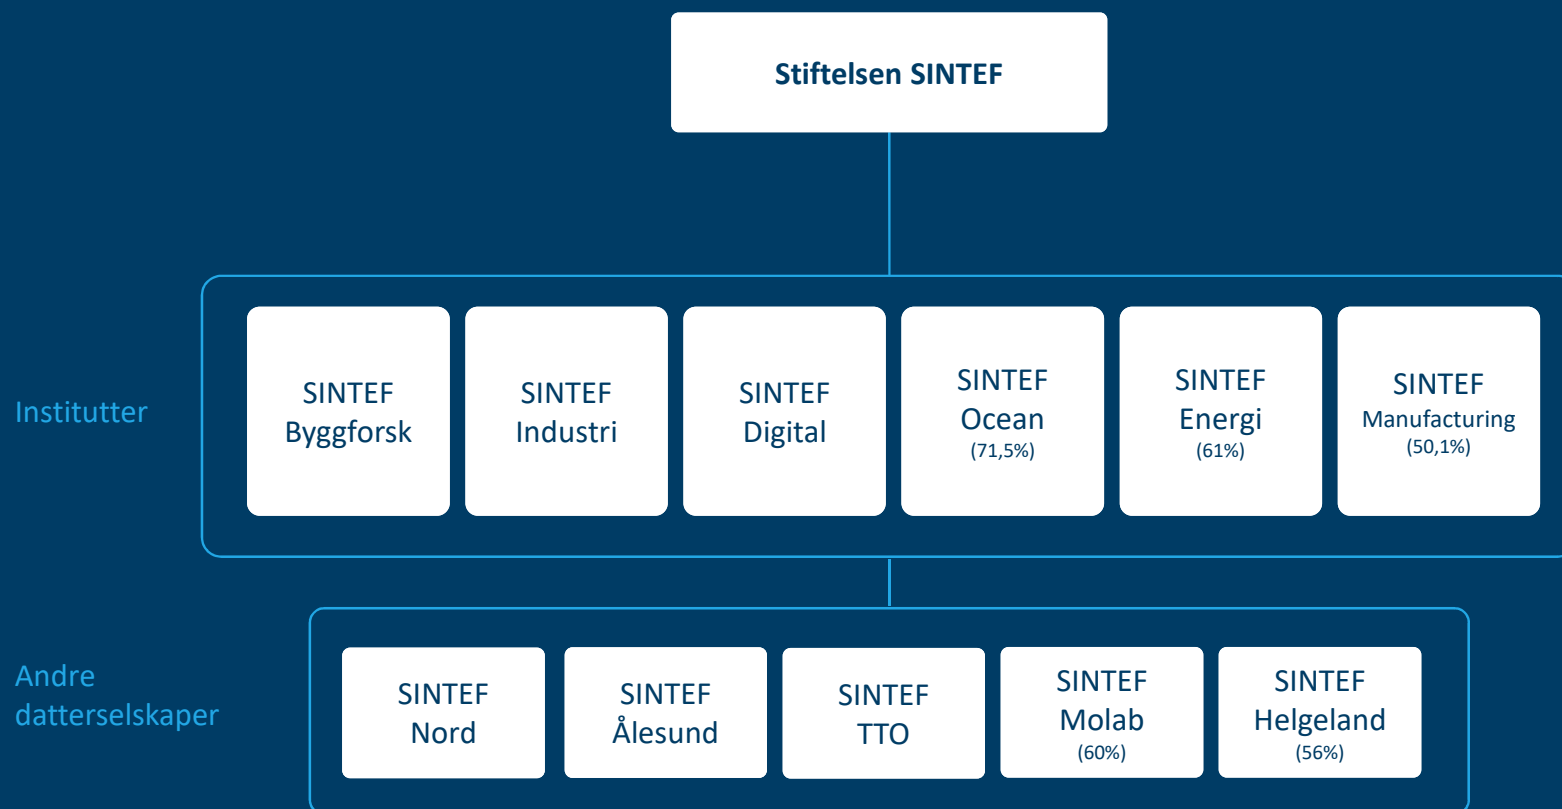 Stiftelsen SINTEF
Institutter
SINTEF
Byggforsk
SINTEF
Industri
SINTEF
Digital
SINTEF
Ocean
(71,5%)
SINTEF
Energi
(61%)
SINTEF
Manufacturing
(50,1%)
Andre
datterselskaper
SINTEF
Nord
SINTEF
Ålesund
SINTEF
TTO
SINTEF
Molab
(60%)
SINTEF
Helgeland
(56%)